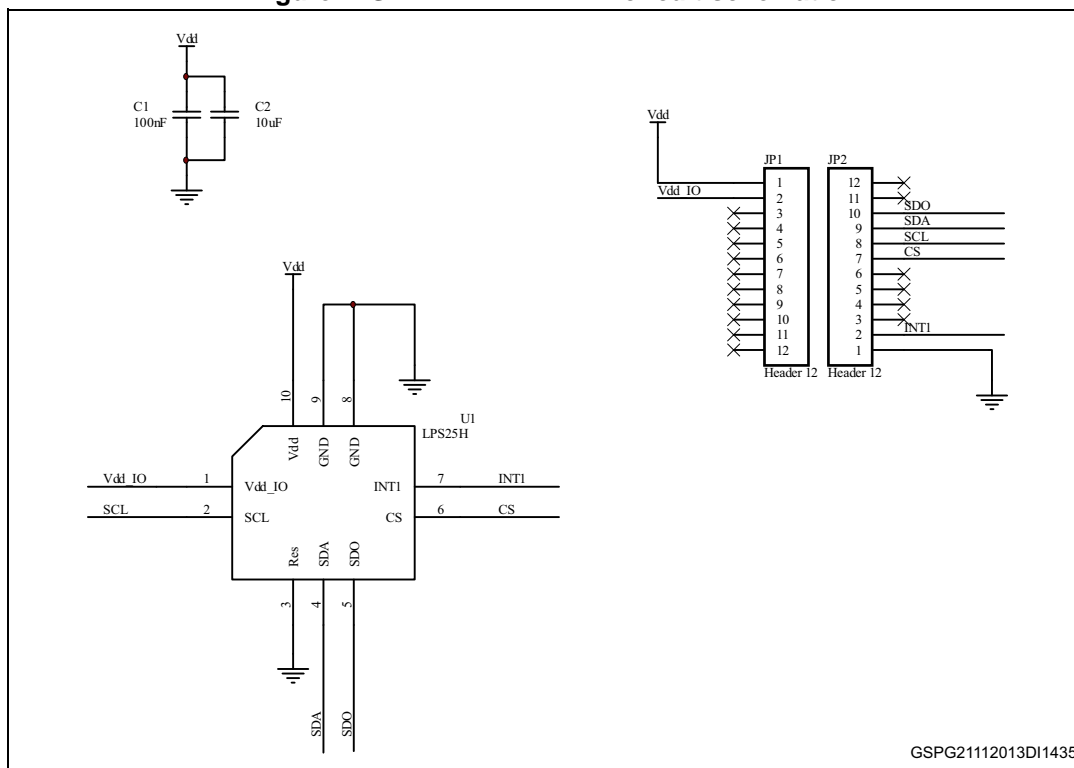 Vdd
C1
100nF
C2
10uF
Vdd
JP1
JP2
Vdd_IO
1
2
3
4
5
6
7
8
9
10
11
12
Header 12
12
11
10
9
8
7
6
5
4
3
2
1
Header 12
SDO
SDA
SCL
CS
INT1
Vdd
10
9
8
U1
LPS25H
Vdd
GND
GND
Vdd_IO
1
Vdd_IO
SCL
2
SCL
INT1
7
INT1
CS
6
CS
Res
SDA
SDO
3
4
5
SDA
SDO
GSPG21112013DI1435